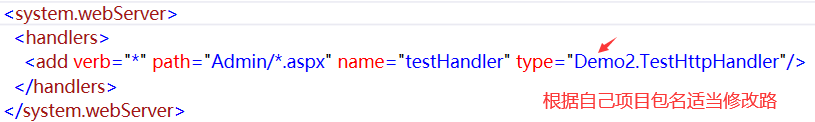 <system.webServer>
<handlers>
<add verb="*" path="Admin/*.aspx" name="testHandler" type="Demo2.TestHttpHandler"/>
</handlers>
</system.webServer>
根据自己项目包名适当修改路